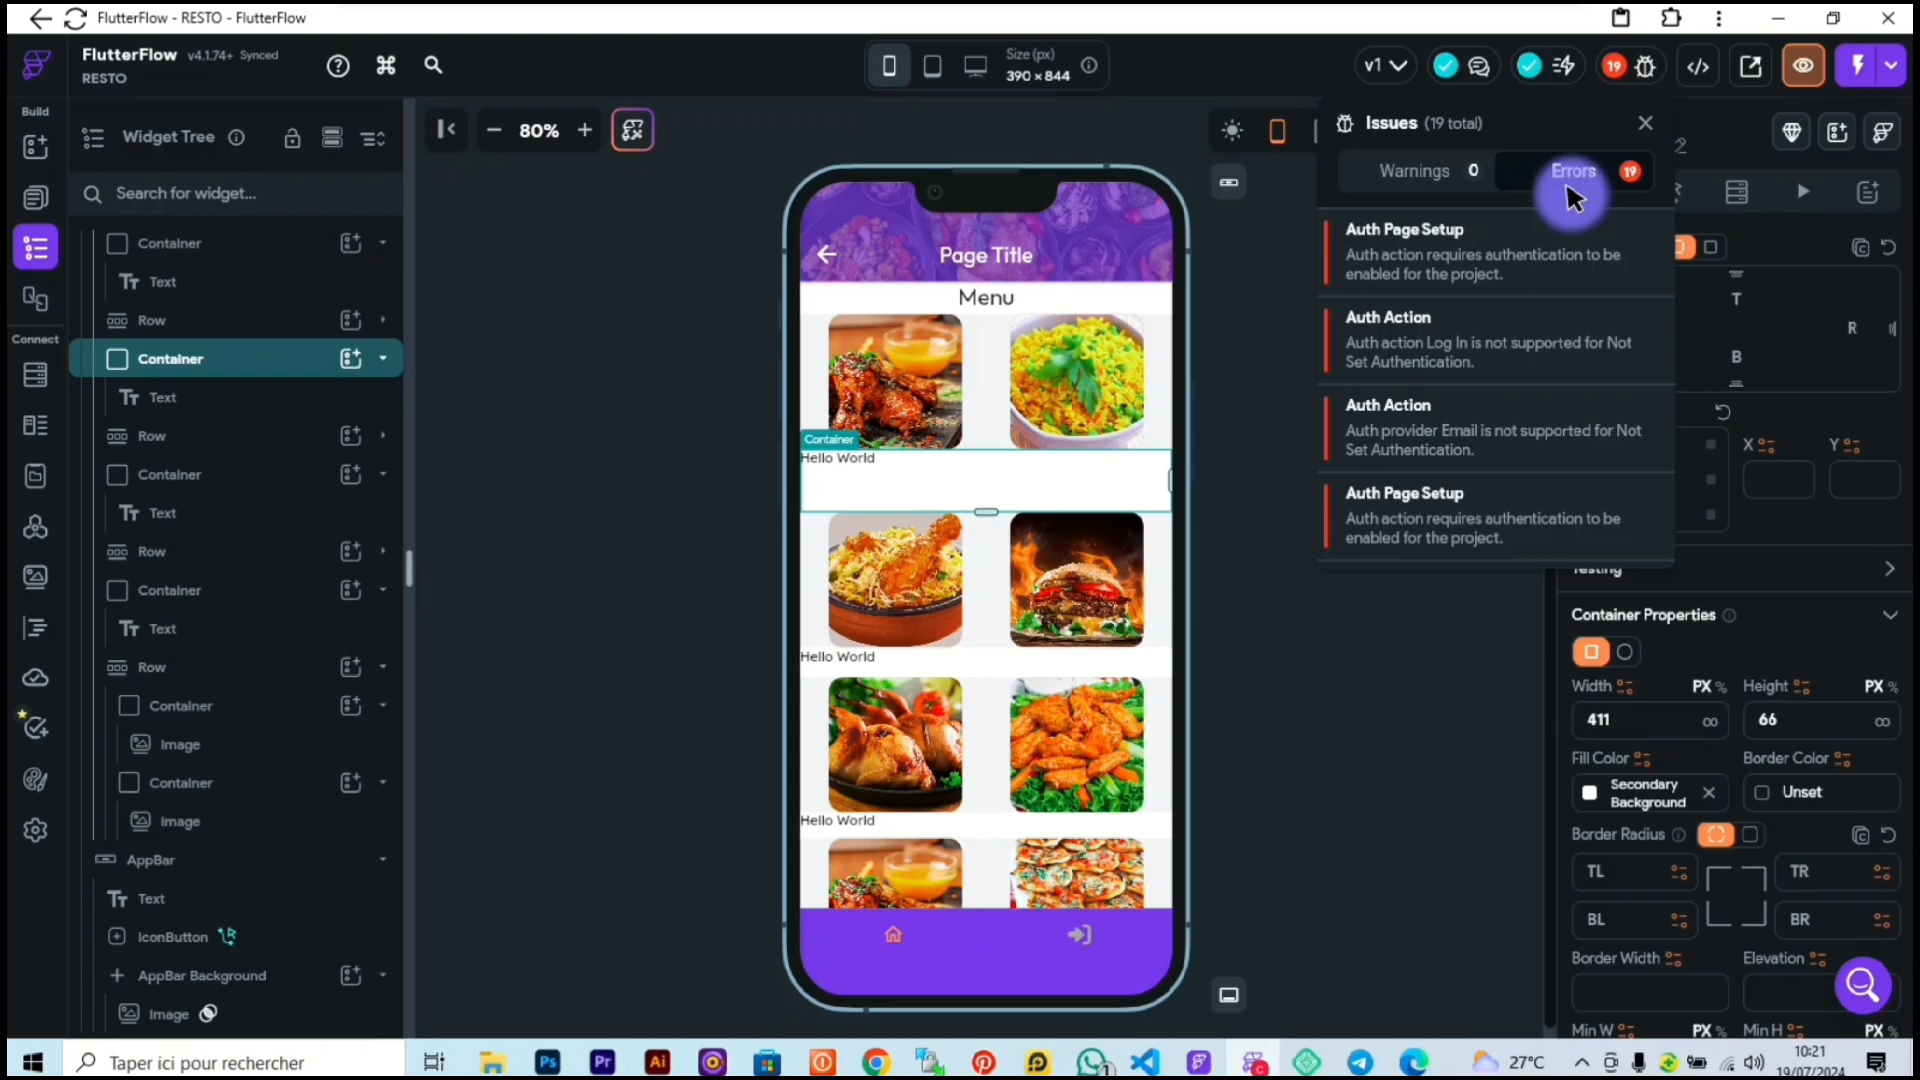 FlutterFlow - RESTO - FlutterFlow
FlutterFlow v4.1.74+ Synced
RESTO
Size (px)
390 × 844
v1
19
Build
Widget Tree
80%
Issues (19 total)
Warnings 0
Errors 19
Search for widget...
Container
Text
Row
Container
Text
Row
Container
Text
Row
Container
Text
Row
Container
Image
Container
Image
AppBar
Text
IconButton
AppBar Background
Image
Connect
Page Title
Menu
Container
Hello World
Hello World
Hello World
Auth Page Setup
Auth action requires authentication to be
enabled for the project.
Auth Action
Auth action Log In is not supported for Not
Set Authentication.
Auth Action
Auth provider Email is not supported for Not
Set Authentication.
Auth Page Setup
Auth action requires authentication to be
enabled for the project.
T
R
B
X
Y
Testing
Container Properties
Width PX %
Height PX %
411 ∞
66 ∞
Fill Color
Border Color
Secondary
Background
Unset
Border Radius
TL
TR
BL
BR
Border Width
Elevation
Min W PX %
Min H PX %
Taper ici pour rechercher
Ps
Pr
Ai
27°C
10:21
19/07/2024